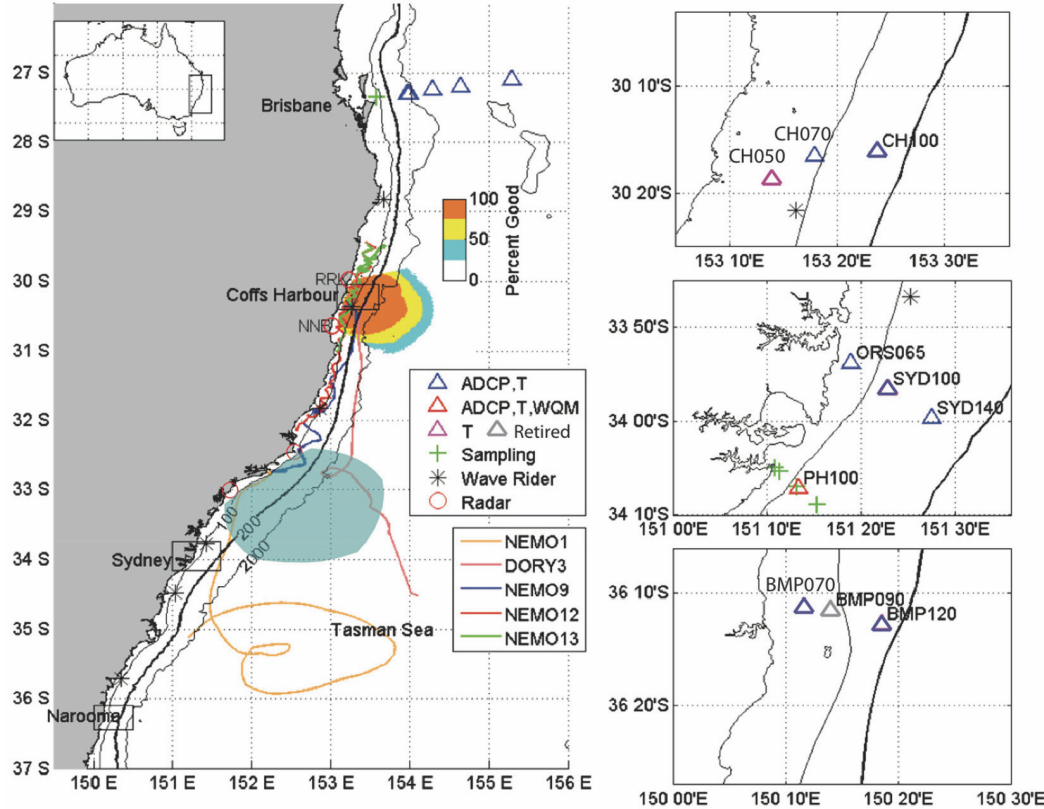 27 S
28 S
29 S
30 S
31 S
32 S
33 S
34 S
35 S
36 S
37 S
150 E
151 E
152 E
153 E
154 E
155 E
156 E
Brisbane
100
50
0
Percent Good
Coffs Harbour
Sydney
Narooma
Tasman Sea
100
200
2000
ADCP,T
ADCP,T,WQM
T
Retired
Sampling
Wave Rider
Radar
NEMO1
DORY3
NEMO9
NEMO12
NEMO13
30 10'S
30 20'S
153 10'E
153 20'E
153 30'E
CH070
CH100
CH050
33 50'S
34 00'S
34 10'S
151 00'E
151 10'E
151 20'E
151 30'E
ORS065
SYD100
SYD140
PH100
36 10'S
36 20'S
150 00'E
150 10'E
150 20'E
BMP070
BMP090
BMP120